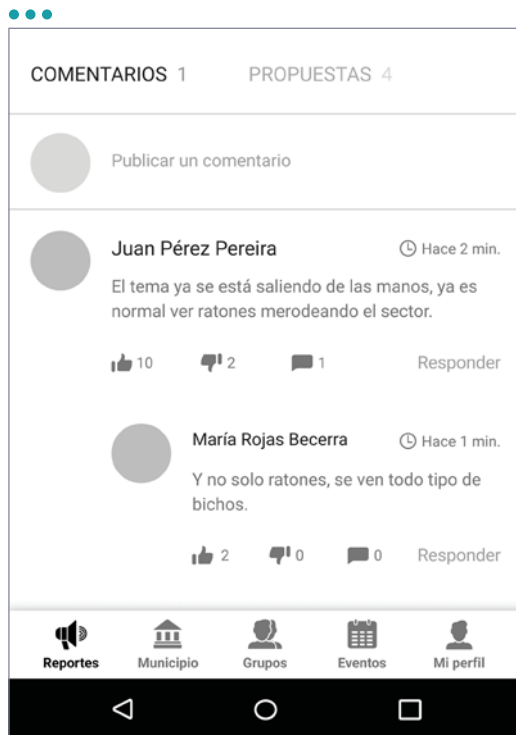 COMENTARIOS 1 PROPUESTAS 4
Publicar un comentario
Juan Pérez Pereira Hace 2 min.
El tema ya se está saliendo de las manos, ya es
normal ver ratones merodeando el sector.
10 2 1 Responder
María Rojas Becerra Hace 1 min.
Y no solo ratones, se ven todo tipo de
bichos.
2 0 0 Responder
Reportes Municipio Grupos Eventos Mi perfil